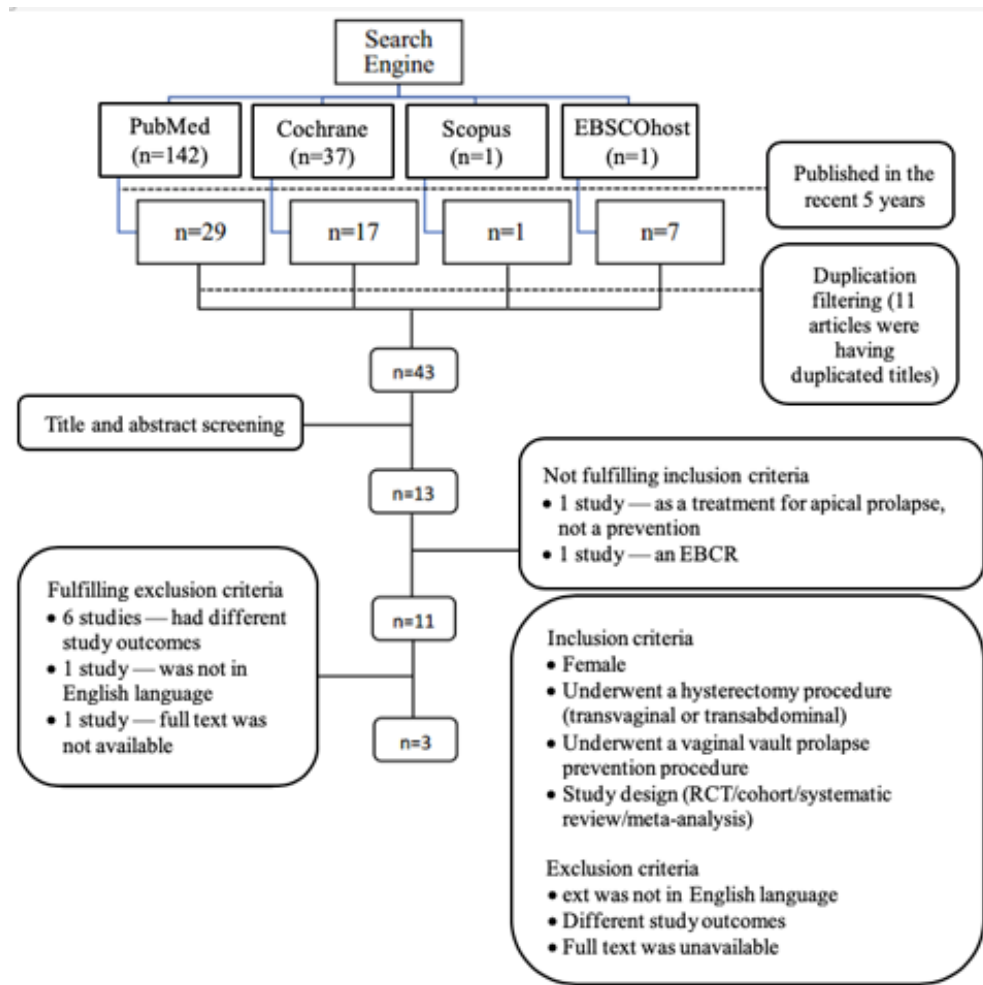 Search
Engine
PubMed
(n=142)
Cochrane
(n=37)
Scopus
(n=1)
EBSCOhost
(n=1)
Published in the
recent 5 years
n=29
n=17
n=1
n=7
Duplication
filtering (11
articles were
having
duplicated titles)
n=43
Title and abstract screening
n=13
Not fulfilling inclusion criteria
• 1 study — as a treatment for apical prolapse,
not a prevention
• 1 study — an EBCR
Fulfilling exclusion criteria
• 6 studies — had different
study outcomes
• 1 study — was not in
English language
• 1 study — full text was
not available
n=11
n=3
Inclusion criteria
• Female
• Underwent a hysterectomy procedure
(transvaginal or transabdominal)
• Underwent a vaginal vault prolapse
prevention procedure
• Study design (RCT/cohort/systematic
review/meta-analysis)
Exclusion criteria
• ext was not in English language
• Different study outcomes
• Full text was unavailable